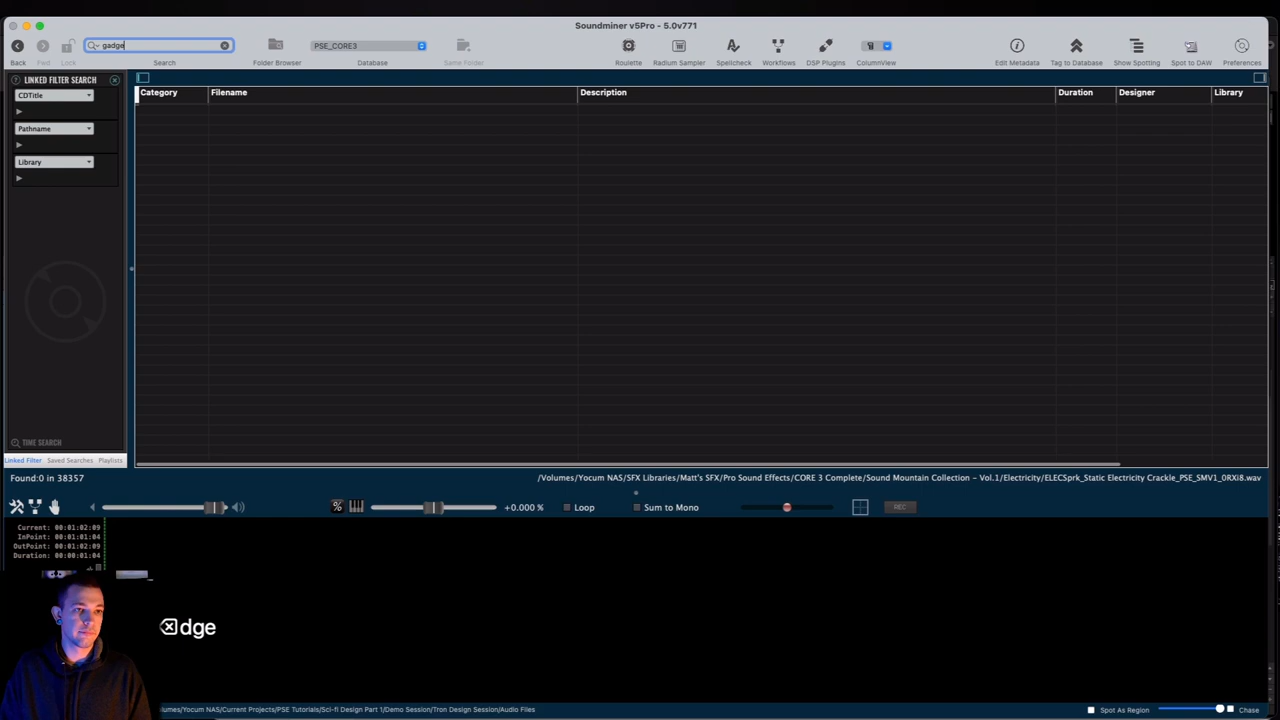 Soundminer v5Pro - 5.0v771
gadge
PSE_CORE3
Back Fwd Lock Search Folder Browser Database Same Folder Roulette Radium Sampler Spellcheck Workflows DSP Plugins ColumnView Edit Metadata Tag to Database Show Spotting Spot to DAW Preferences
LINKED FILTER SEARCH
Category Filename Description Duration Designer Library
CDTitle
Pathname
Library
TIME SEARCH
Linked Filter Saved Searches Playlists
Found:0 in 38357 /Volumes/Yocum NAS/SFX Libraries/Matt's SFX/Pro Sound Effects/CORE 3 Complete/Sound Mountain Collection - Vol.1/Electricity/ELECSprk_Static Electricity Crackle_PSE_SMV1_0RXi8.wav
% +0.000 % Loop Sum to Mono REC
Current: 00:01:02:09
InPoint: 00:01:01:04
OutPoint: 00:01:02:09
Duration: 00:00:01:04
dge
olumes/Yocum NAS/Current Projects/PSE Tutorials/Sci-fi Design Part 1/Demo Session/Tron Design Session/Audio Files Spot As Region Chase